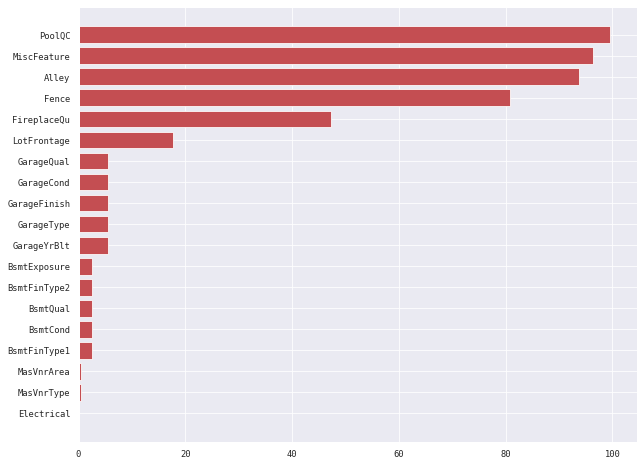 PoolQC
MiscFeature
Alley
Fence
FireplaceQu
LotFrontage
GarageQual
GarageCond
GarageFinish
GarageType
GarageYrBlt
BsmtExposure
BsmtFinType2
BsmtQual
BsmtCond
BsmtFinType1
MasVnrArea
MasVnrType
Electrical
0 20 40 60 80 100